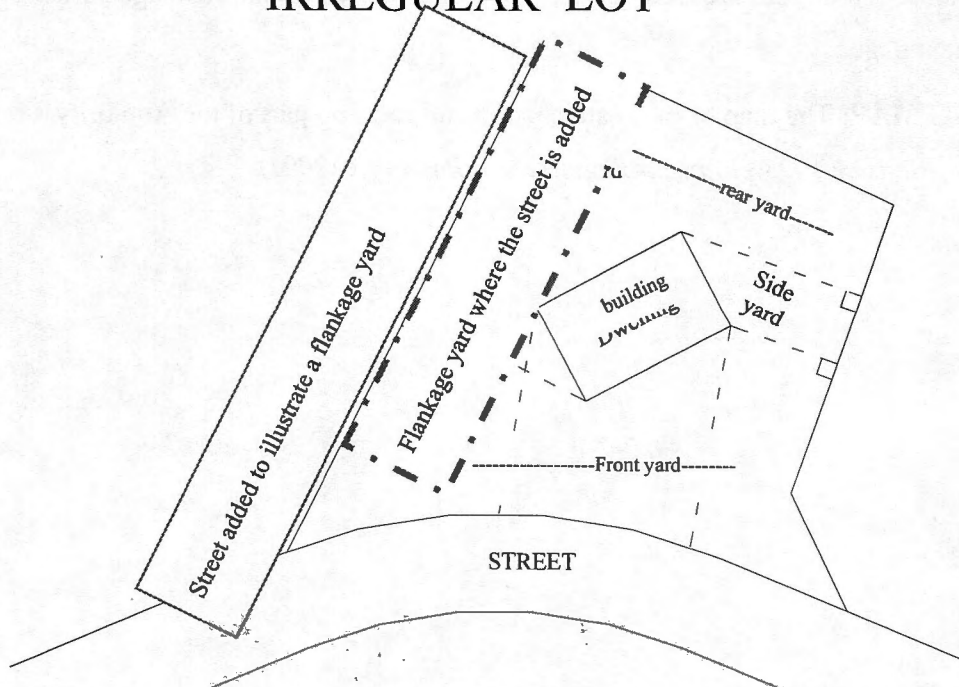 IRREGULAR LOT
Street added to illustrate a flankage yard
Flankage yard where the street is added
ru
rear yard
building
Side
yard
Front yard
STREET